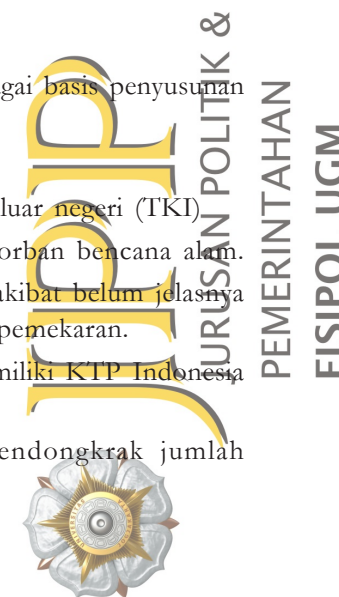 gai basis penyusunan
luar negeri (TKI)
orban bencana alam.
akibat belum jelasnya
pemekaran.
miliki KTP Indonesia
endongkrak jumlah
JPP
JURUSAN POLITIK &
PEMERINTAHAN
FISIPOL UGM